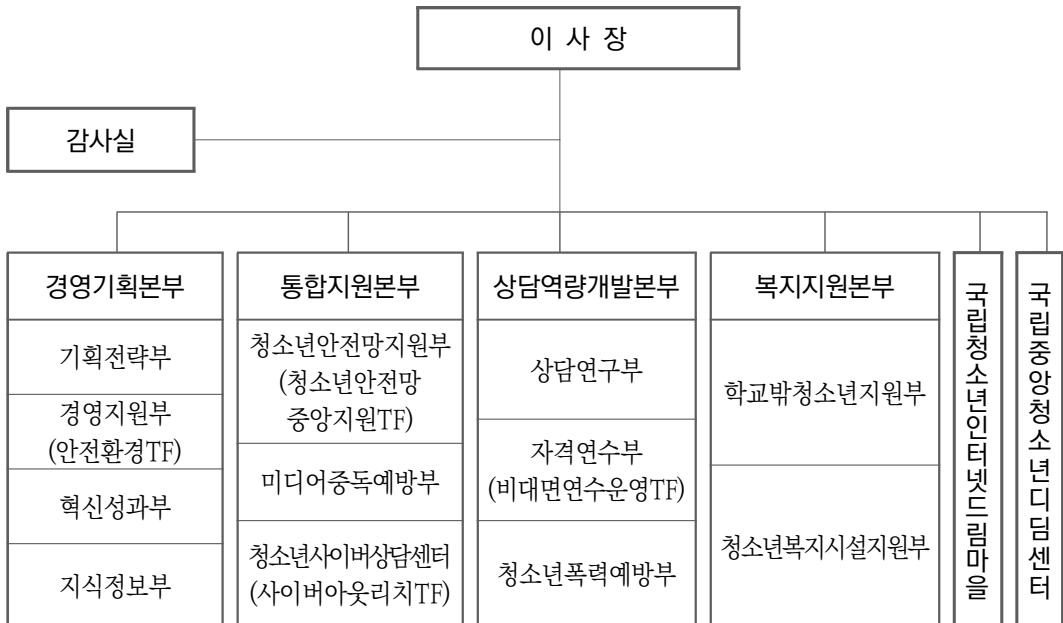 이 사 장
감사실
경영기획본부
기획전략부
경영지원부
(안전환경TF)
혁신성과부
지식정보부
통합지원본부
청소년안전망지원부
(청소년안전망
중앙지원TF)
미디어중독예방부
청소년사이버상담센터
(사이버아웃리치TF)
상담역량개발본부
상담연구부
자격연수부
(비대면연수운영TF)
청소년폭력예방부
복지지원본부
학교밖청소년지원부
청소년복지시설지원부
국립청소년인터넷드림마을
국립중앙청소년디딤센터